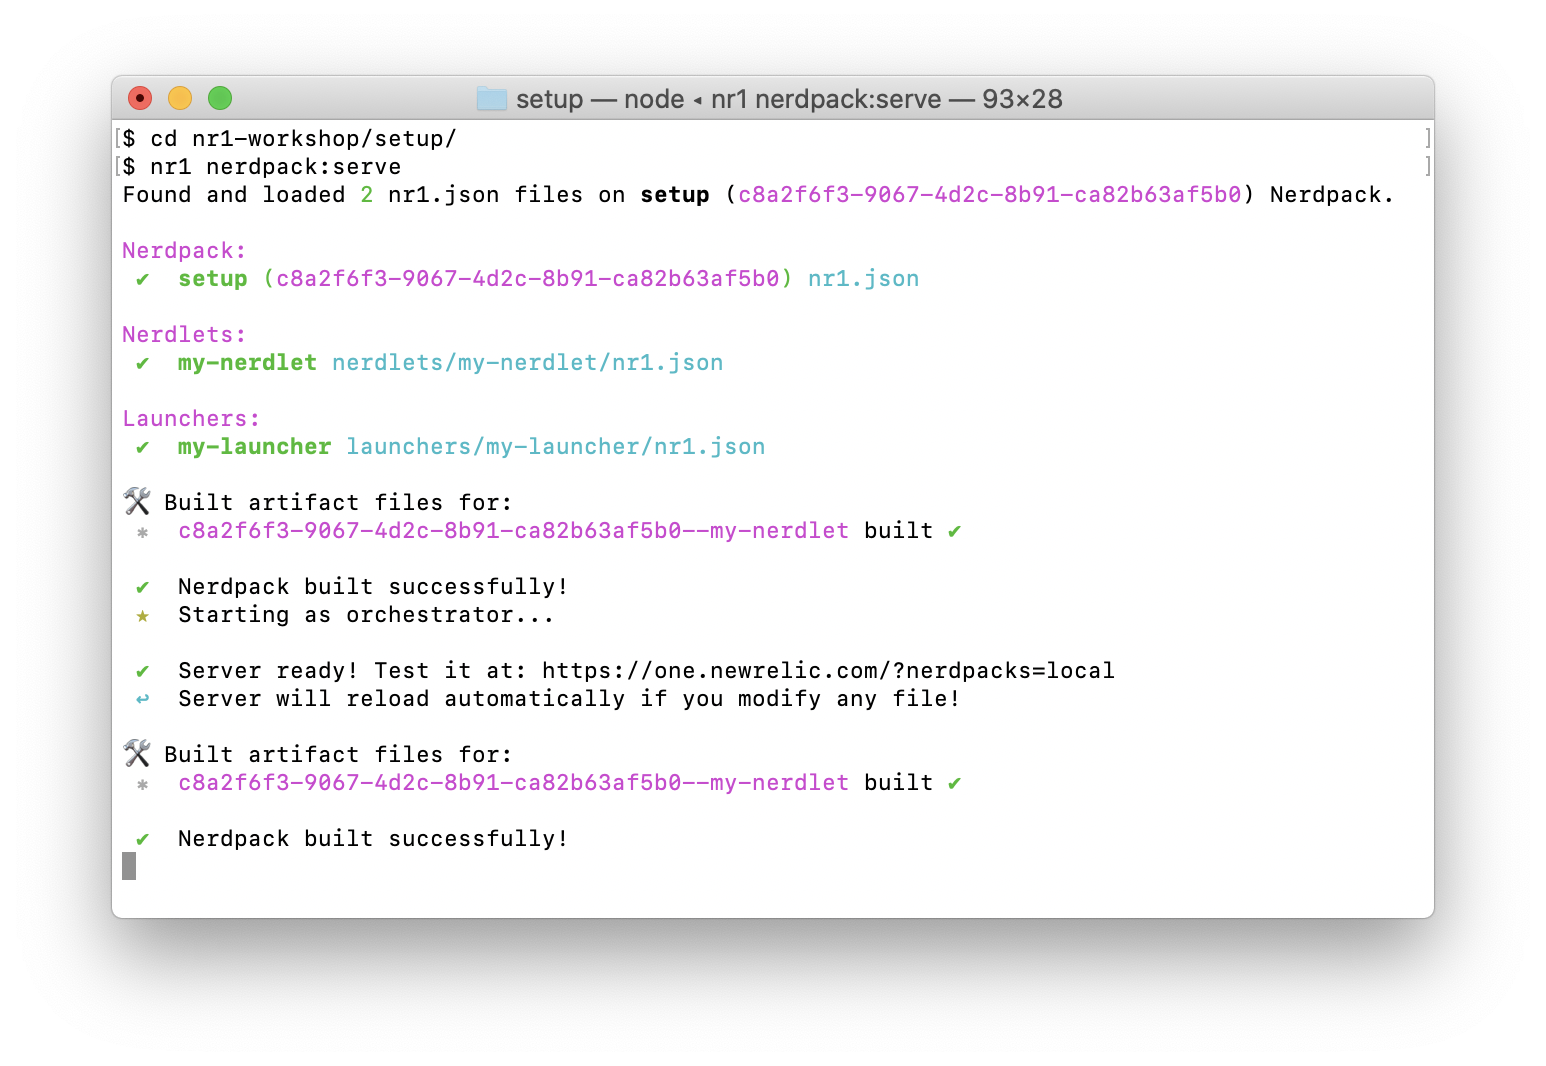 setup — node ◂ nr1 nerdpack:serve — 93×28
[$ cd nr1-workshop/setup/ ]
[$ nr1 nerdpack:serve ]
Found and loaded 2 nr1.json files on setup (c8a2f6f3-9067-4d2c-8b91-ca82b63af5b0) Nerdpack.
Nerdpack:
✔ setup (c8a2f6f3-9067-4d2c-8b91-ca82b63af5b0) nr1.json
Nerdlets:
✔ my-nerdlet nerdlets/my-nerdlet/nr1.json
Launchers:
✔ my-launcher launchers/my-launcher/nr1.json
🛠 Built artifact files for:
✱ c8a2f6f3-9067-4d2c-8b91-ca82b63af5b0--my-nerdlet built ✔
✔ Nerdpack built successfully!
★ Starting as orchestrator...
✔ Server ready! Test it at: https://one.newrelic.com/?nerdpacks=local
↩ Server will reload automatically if you modify any file!
🛠 Built artifact files for:
✱ c8a2f6f3-9067-4d2c-8b91-ca82b63af5b0--my-nerdlet built ✔
✔ Nerdpack built successfully!